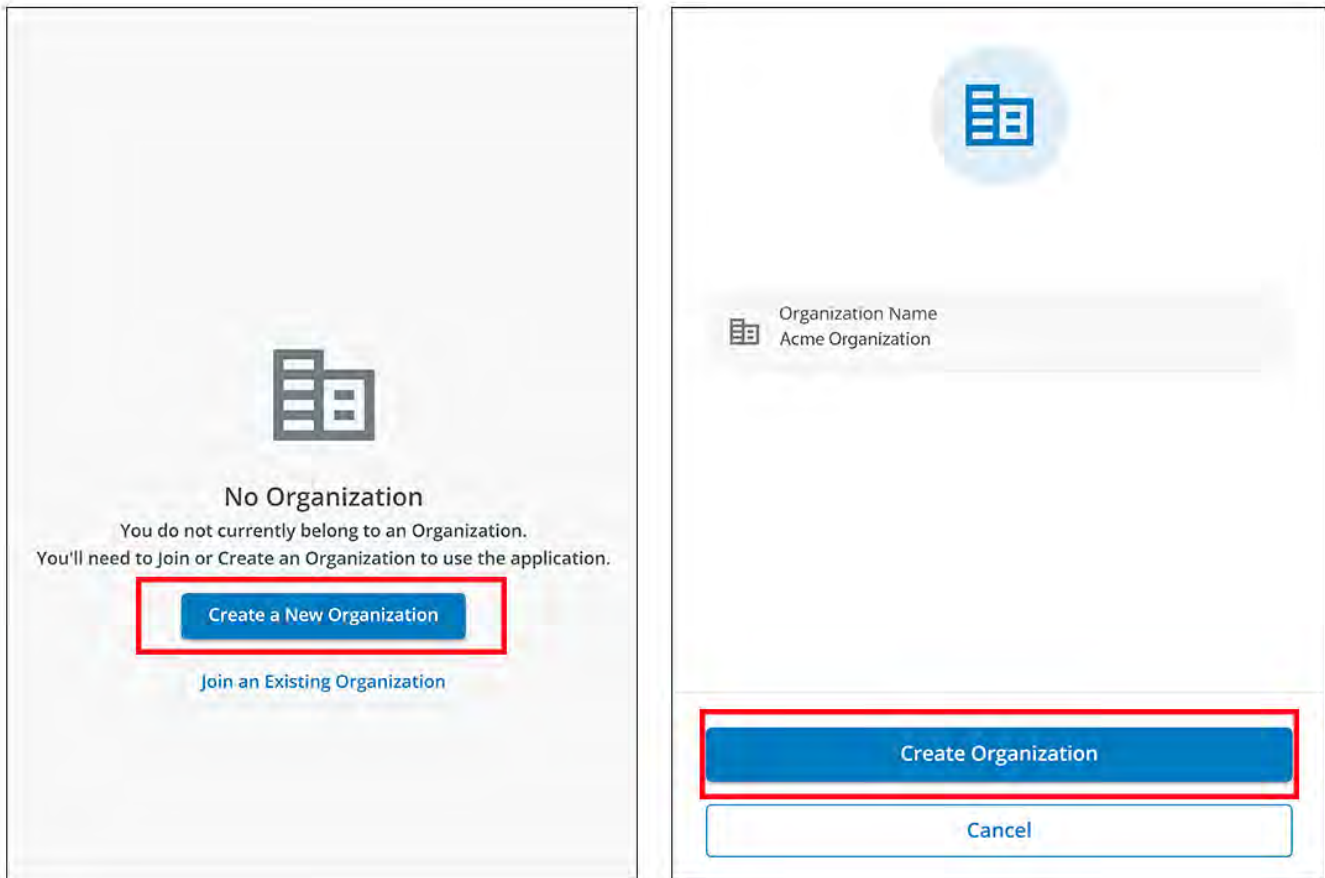 No Organization
You do not currently belong to an Organization.
You'll need to Join or Create an Organization to use the application.
Create a New Organization
Join an Existing Organization
Organization Name
Acme Organization
Create Organization
Cancel